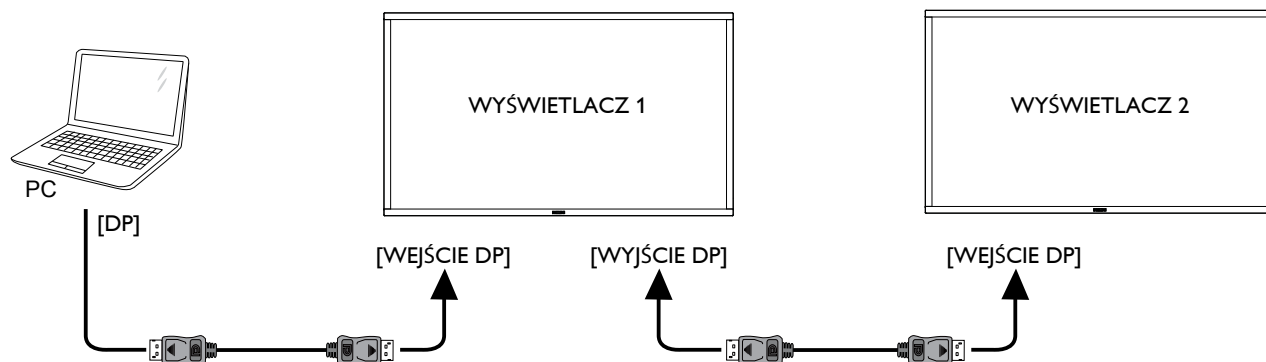 WYŚWIETLACZ 1
WYŚWIETLACZ 2
PC
[DP]
[WEJŚCIE DP]
[WYJŚCIE DP]
[WEJŚCIE DP]